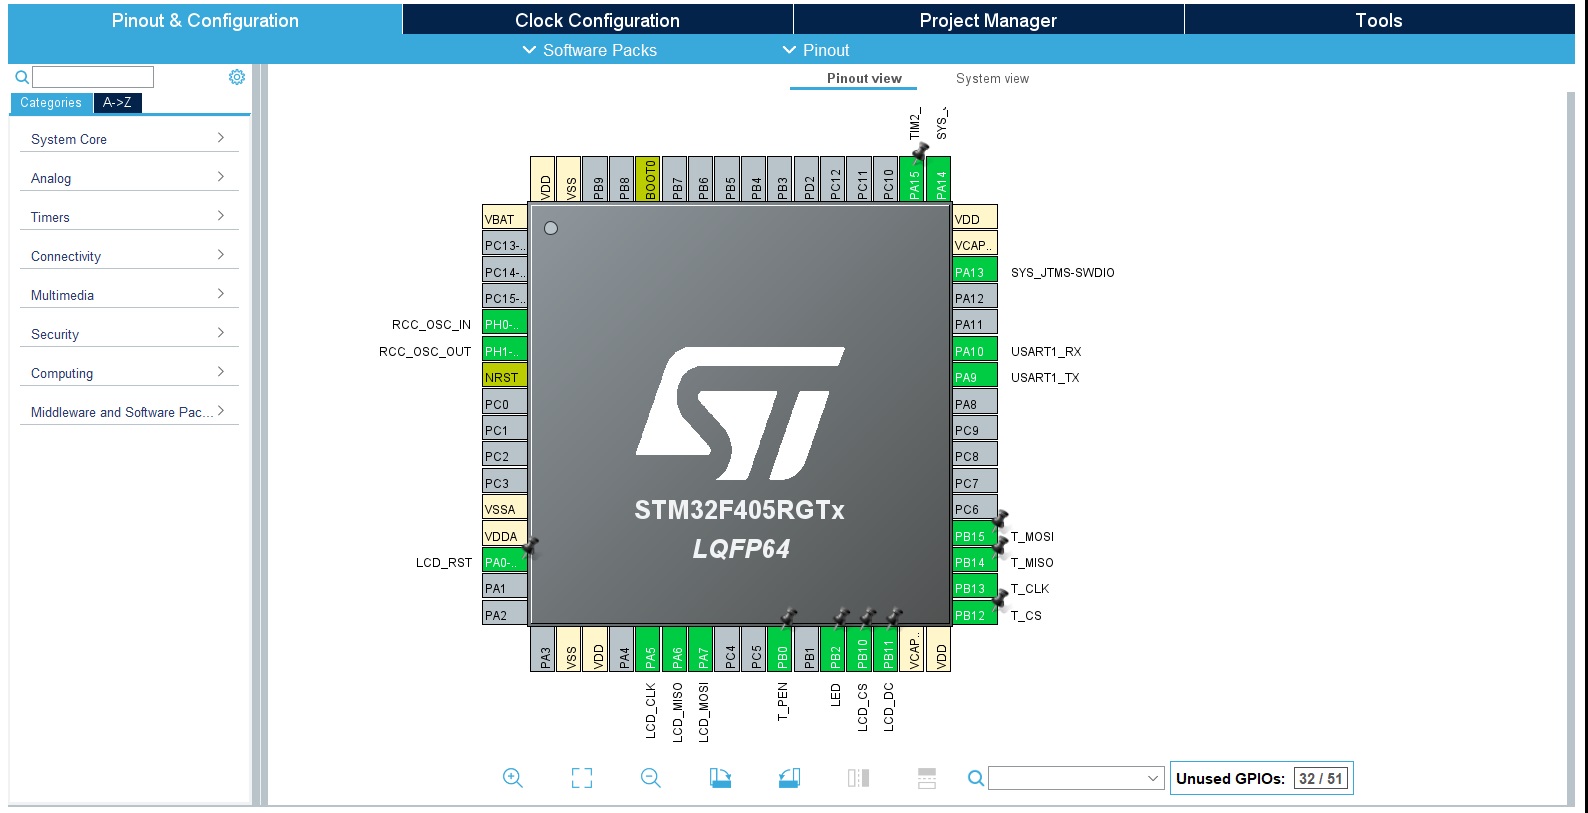 Pinout & Configuration
Clock Configuration
Project Manager
Tools
Software Packs
Pinout
Categories
A->Z
System Core
Analog
Timers
Connectivity
Multimedia
Security
Computing
Middleware and Software Pac...
Pinout view
System view
TIM2_
SYS_
VDD
VSS
PB9
PB8
BOOT0
PB7
PB6
PB5
PB4
PB3
PD2
PC12
PC11
PC10
PA15
PA14
VBAT
PC13-..
PC14-..
PC15-..
RCC_OSC_IN PH0-..
RCC_OSC_OUT PH1-..
NRST
PC0
PC1
PC2
PC3
VSSA
VDDA
LCD_RST PA0-..
PA1
PA2
STM32F405RGTx
LQFP64
VDD
VCAP..
PA13 SYS_JTMS-SWDIO
PA12
PA11
PA10 USART1_RX
PA9 USART1_TX
PA8
PC9
PC8
PC7
PC6
PB15 T_MOSI
PB14 T_MISO
PB13 T_CLK
PB12 T_CS
PA3
VSS
VDD
PA4
PA5
PA6
PA7
PC4
PC5
PB0
PB1
PB2
PB10
PB11
VCAP..
VDD
LCD_CLK
LCD_MISO
LCD_MOSI
T_PEN
LED
LCD_CS
LCD_DC
Unused GPIOs: 32 / 51